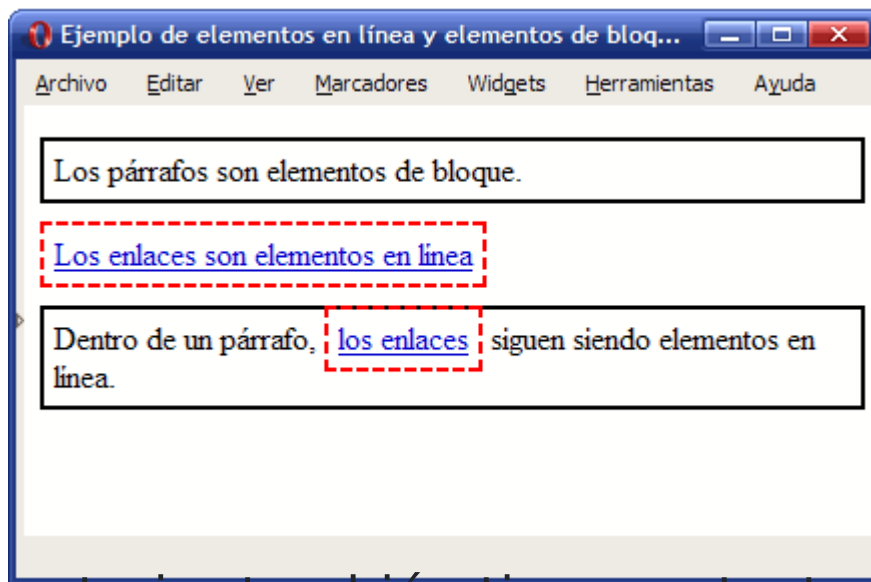 Ejemplo de elementos en línea y elementos de bloq...
Archivo Editar Ver Marcadores Widgets Herramientas Ayuda
Los párrafos son elementos de bloque.
Los enlaces son elementos en línea
Dentro de un párrafo, los enlaces siguen siendo elementos en
línea.